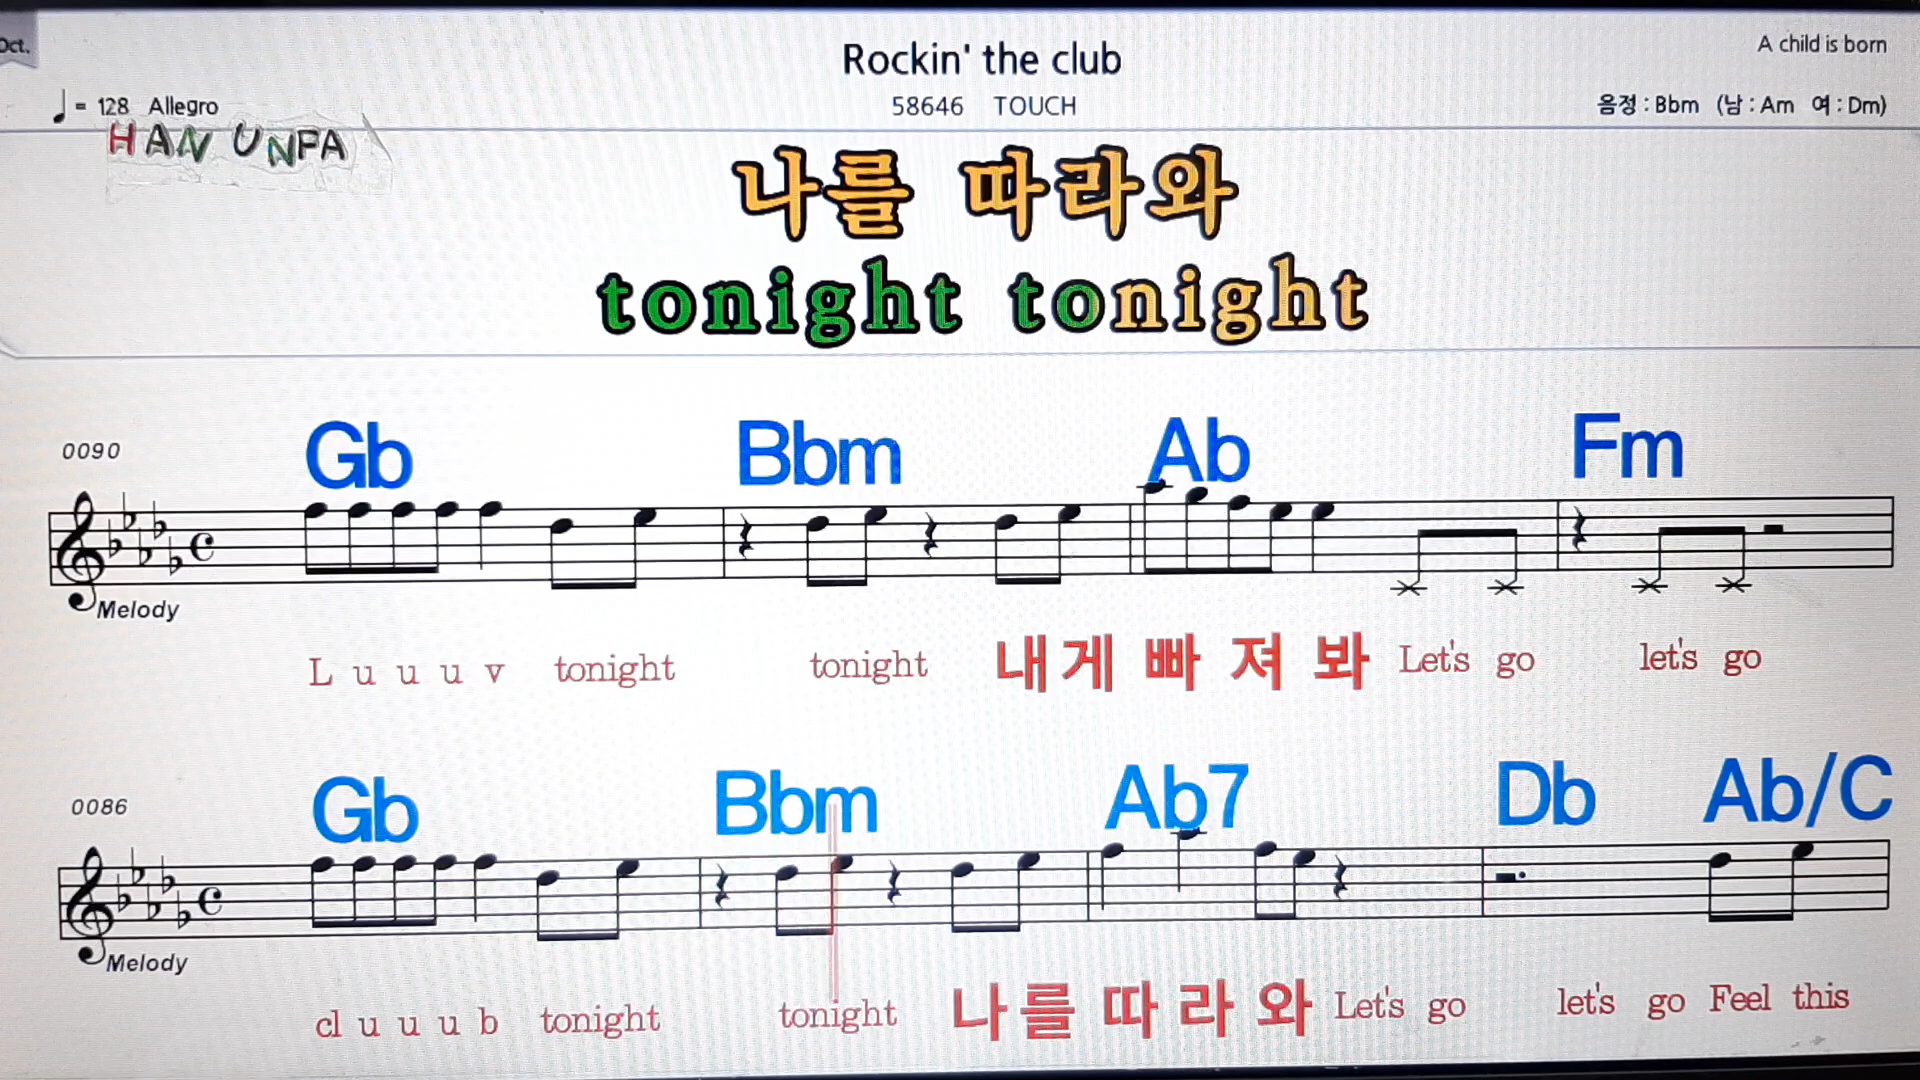 Oct.
Rockin' the club
A child is born
= 128 Allegro
58646 TOUCH
음정 : Bbm (남 : Am 여 : Dm)
HAN UNPA
나를 따라와
tonight tonight
0090
Gb Bbm Ab Fm
Melody
L u u u v tonight tonight 내게 빠 져 봐 Let's go let's go
0086
Gb Bbm Ab7 Db Ab/C
Melody
cl u u u b tonight tonight 나를 따 라 와 Let's go let's go Feel this